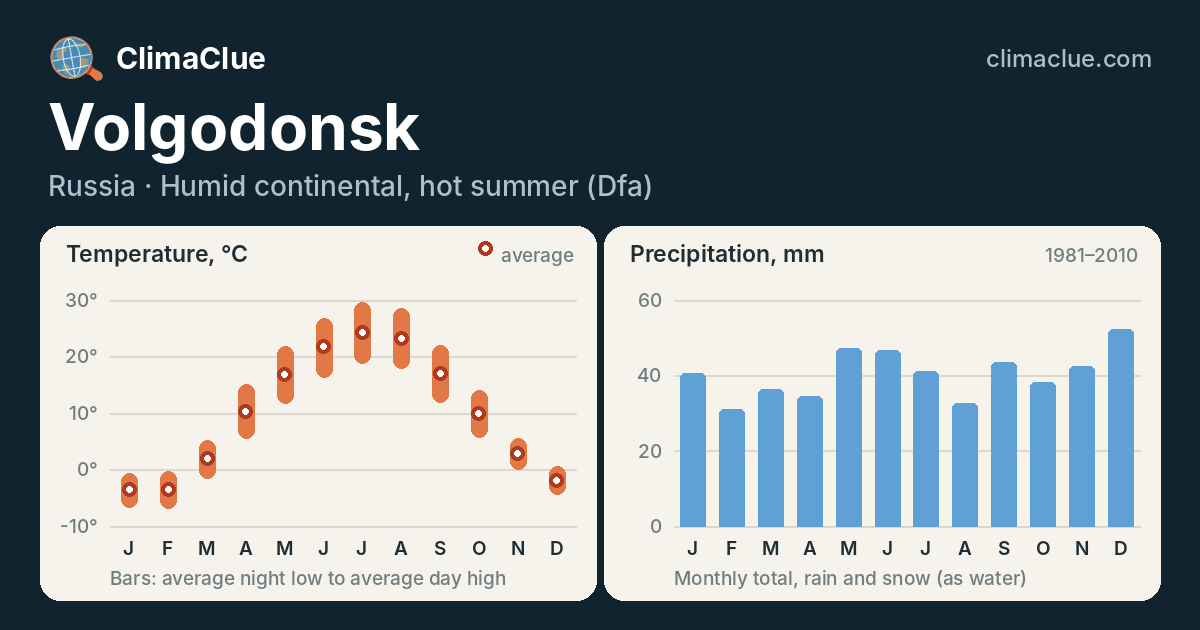 ClimaClue
climaclue.com
Volgodonsk
Russia · Humid continental, hot summer (Dfa)
Temperature, °C
average
30°
20°
10°
0°
-10°
J F M A M J J A S O N D
Bars: average night low to average day high
Precipitation, mm
1981–2010
60
40
20
0
J F M A M J J A S O N D
Monthly total, rain and snow (as water)